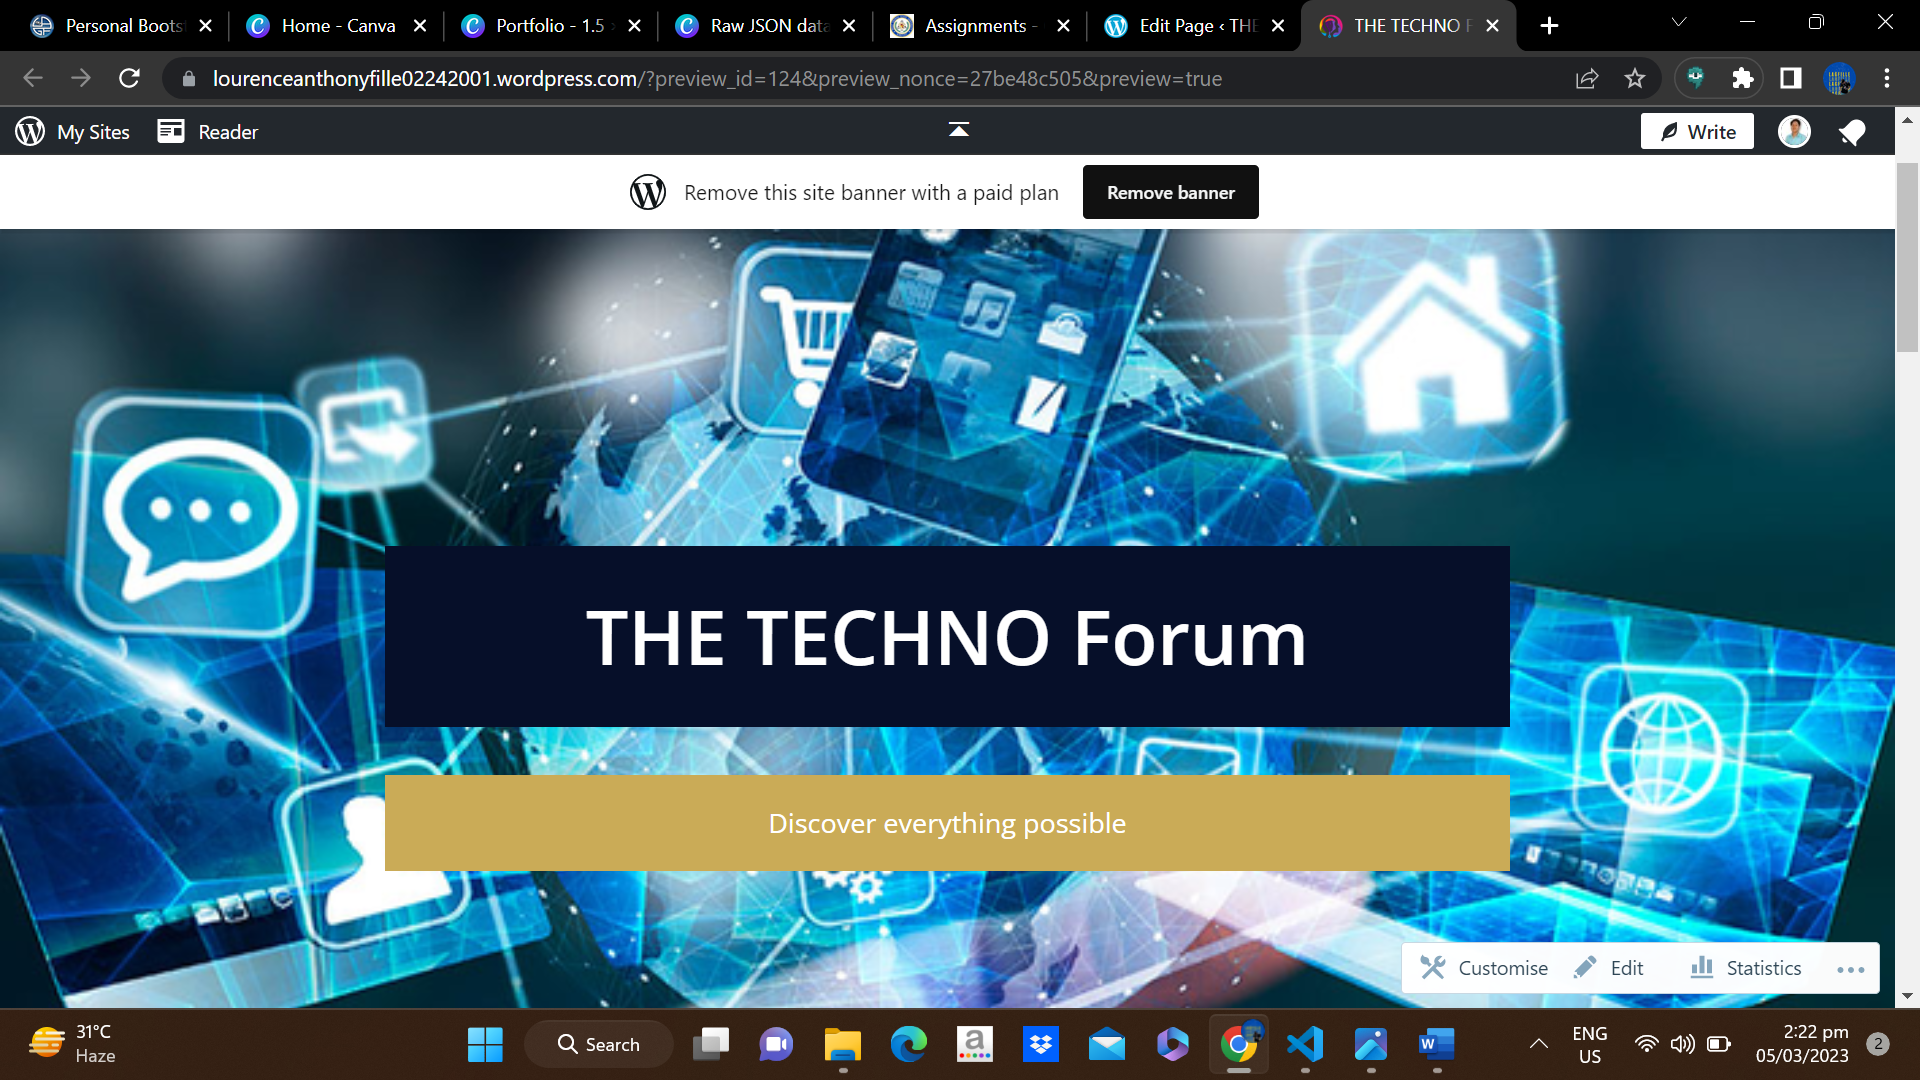 Personal Boots
Home - Canva
Portfolio - 1.5
Raw JSON data
Assignments -
Edit Page ‹ THE
THE TECHNO F
lourenceanthonyfille02242001.wordpress.com/?preview_id=124&preview_nonce=27be48c505&preview=true
My Sites
Reader
Write
Remove this site banner with a paid plan
Remove banner
THE TECHNO Forum
Discover everything possible
Customise
Edit
Statistics
31°C
Haze
Search
ENG
US
2:22 pm
05/03/2023
2